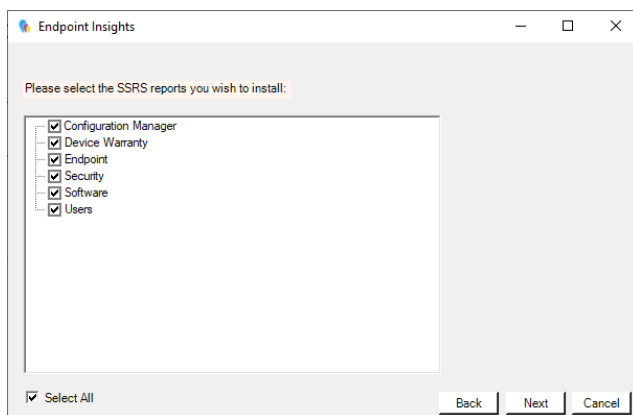 Endpoint Insights
Please select the SSRS reports you wish to install:
Configuration Manager
Device Warranty
Endpoint
Security
Software
Users
Select All
Back Next Cancel